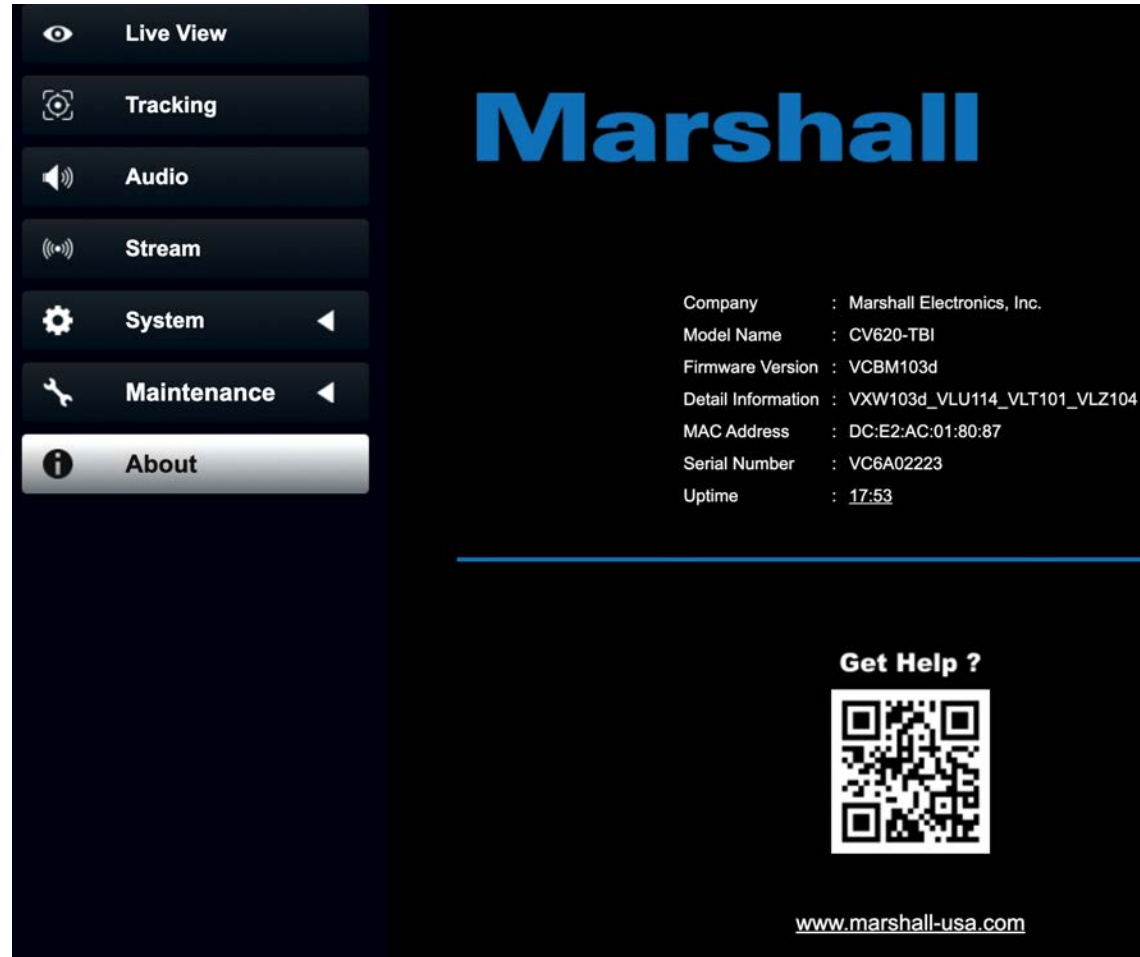 Live View
Tracking
Audio
Stream
System
Maintenance
About
Marshall
Company : Marshall Electronics, Inc.
Model Name : CV620-TBI
Firmware Version : VCBM103d
Detail Information : VXW103d_VLU114_VLT101_VLZ104
MAC Address : DC:E2:AC:01:80:87
Serial Number : VC6A02223
Uptime : 17:53
Get Help ?
www.marshall-usa.com